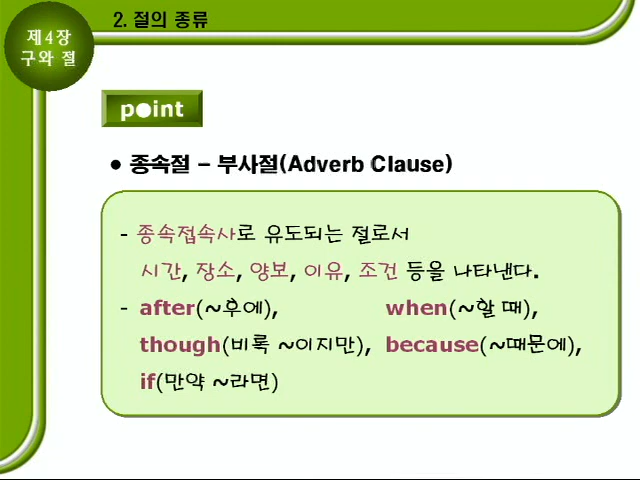 제4장
구와 절
2. 절의 종류
point
● 종속절 – 부사절(Adverb Clause)
- 종속접속사로 유도되는 절로서
시간, 장소, 양보, 이유, 조건 등을 나타낸다.
- after(~후에), when(~할 때),
though(비록 ~이지만), because(~때문에),
if(만약 ~라면)